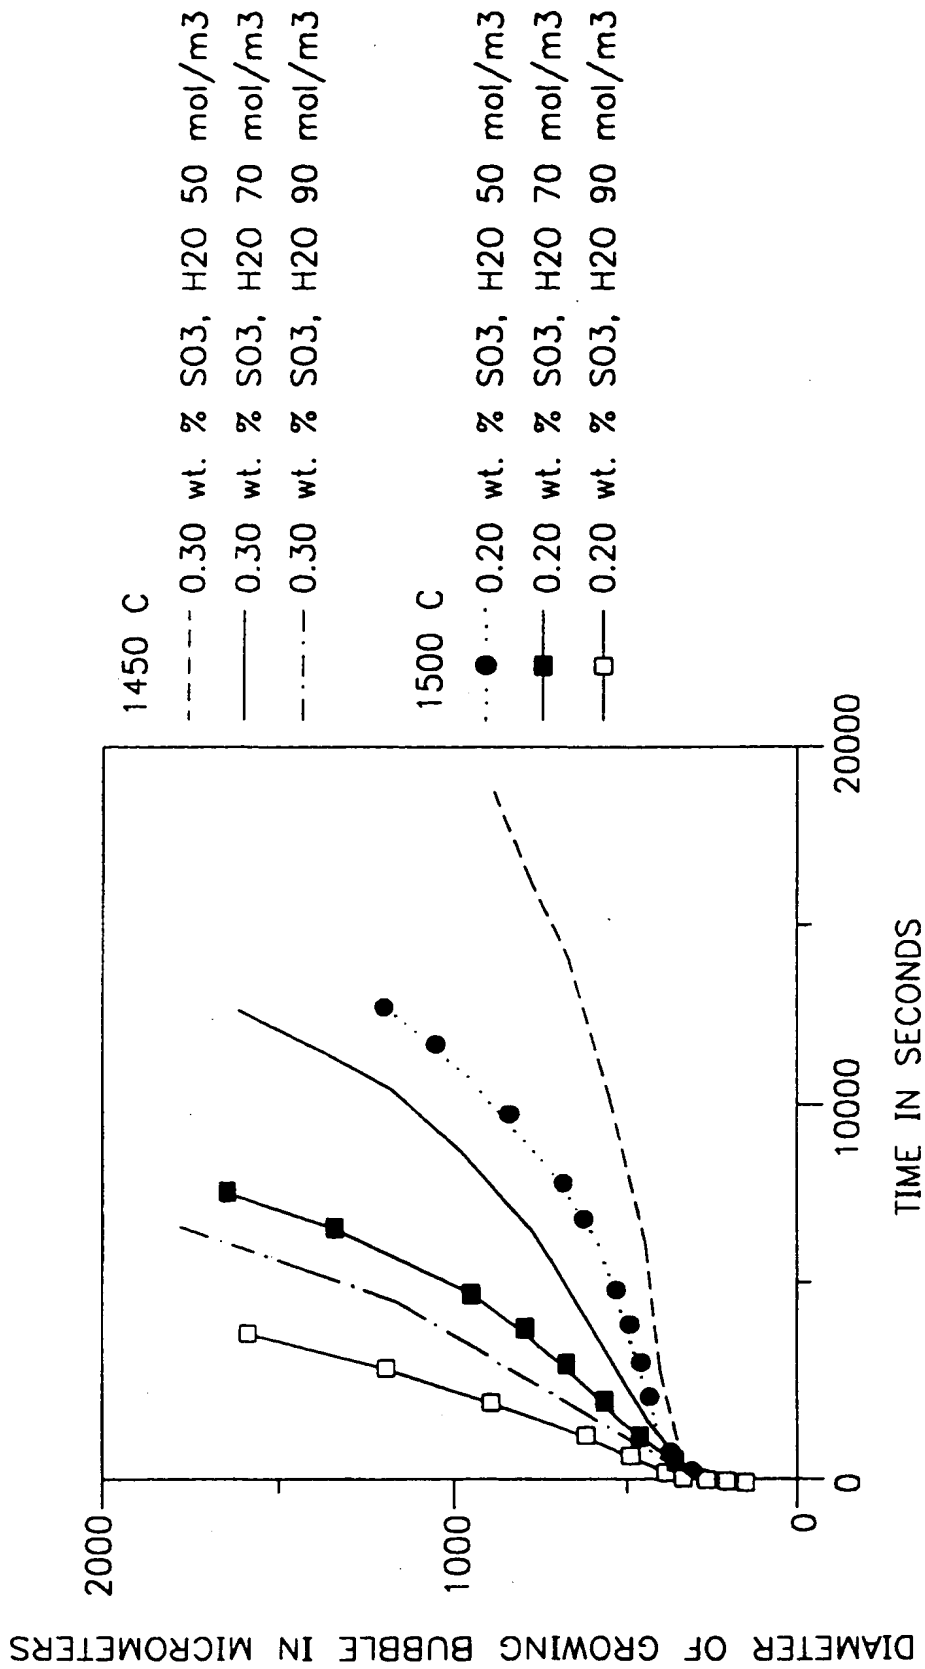 DIAMETER OF GROWING BUBBLE IN MICROMETERS
2000
1000
0
0
10000
20000
TIME IN SECONDS
1450 C
0.30 wt. % SO3, H2O 50 mol/m3
0.30 wt. % SO3, H2O 70 mol/m3
0.30 wt. % SO3, H2O 90 mol/m3
1500 C
0.20 wt. % SO3, H2O 50 mol/m3
0.20 wt. % SO3, H2O 70 mol/m3
0.20 wt. % SO3, H2O 90 mol/m3